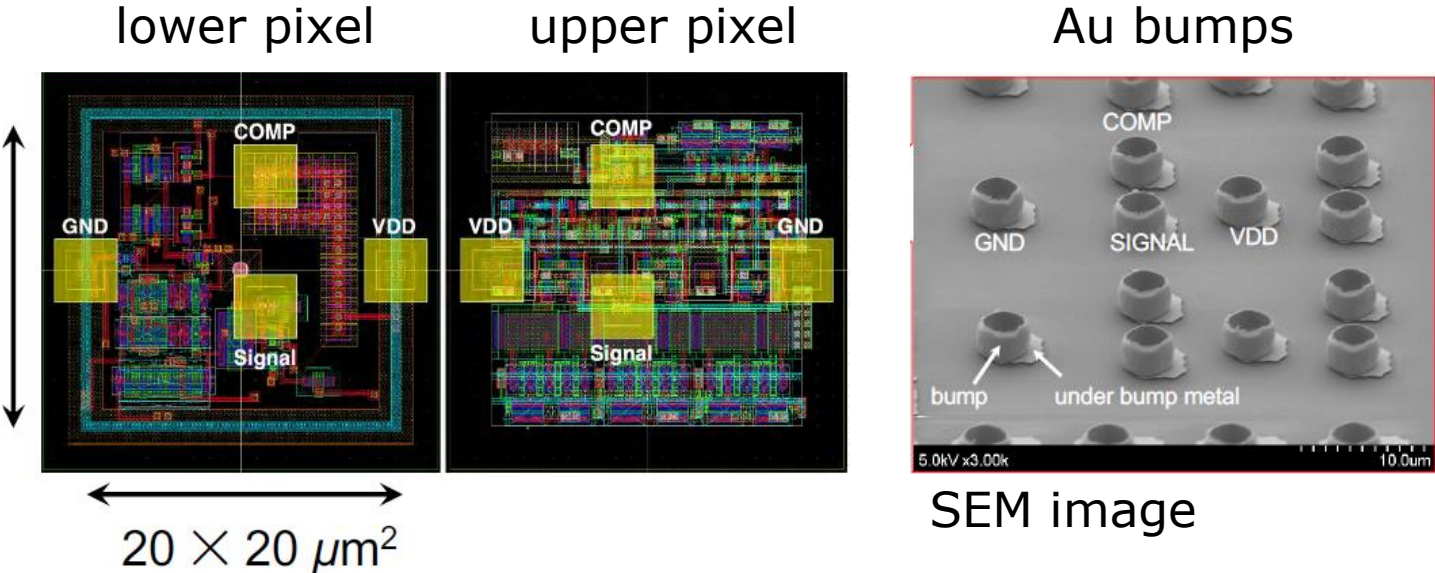 lower pixel
upper pixel
Au bumps
COMP
GND
VDD
Signal
COMP
VDD
GND
Signal
COMP
GND
SIGNAL
VDD
bump
under bump metal
5.0kV x3.00k
10.0um
SEM image
20 × 20 μm²